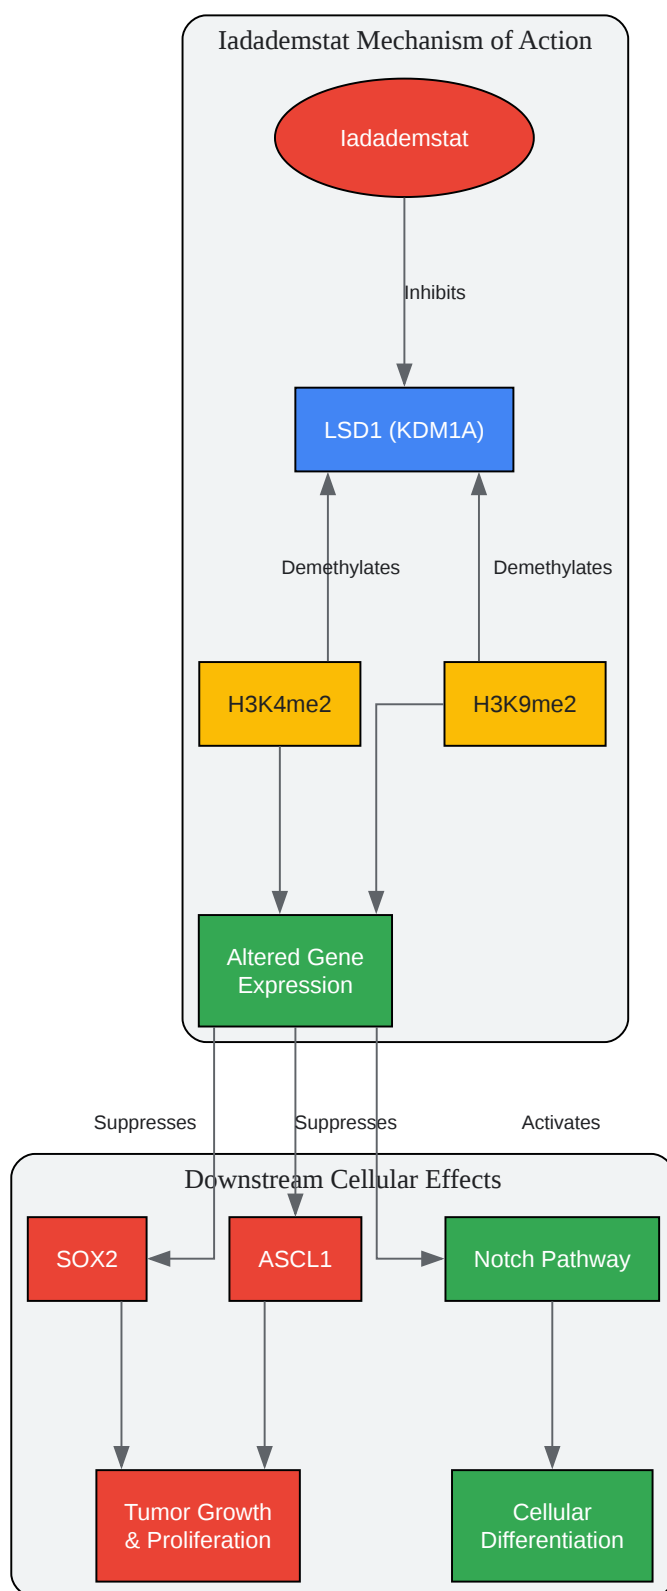 Iadademstat Mechanism of Action
Iadademstat
Inhibits
LSD1 (KDM1A)
Demethylates
Demethylates
H3K4me2
H3K9me2
Altered Gene
Expression
Suppresses
Suppresses
Activates
Downstream Cellular Effects
SOX2
ASCL1
Notch Pathway
Tumor Growth
& Proliferation
Cellular
Differentiation